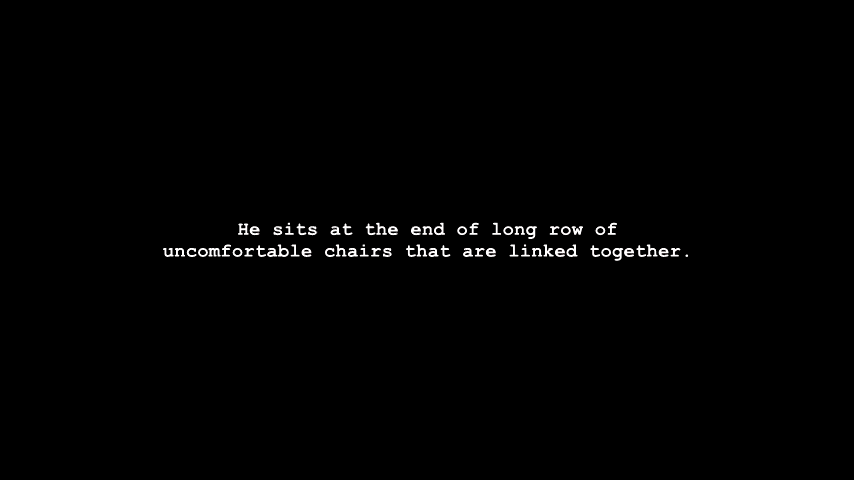 He sits at the end of long row of
uncomfortable chairs that are linked together.